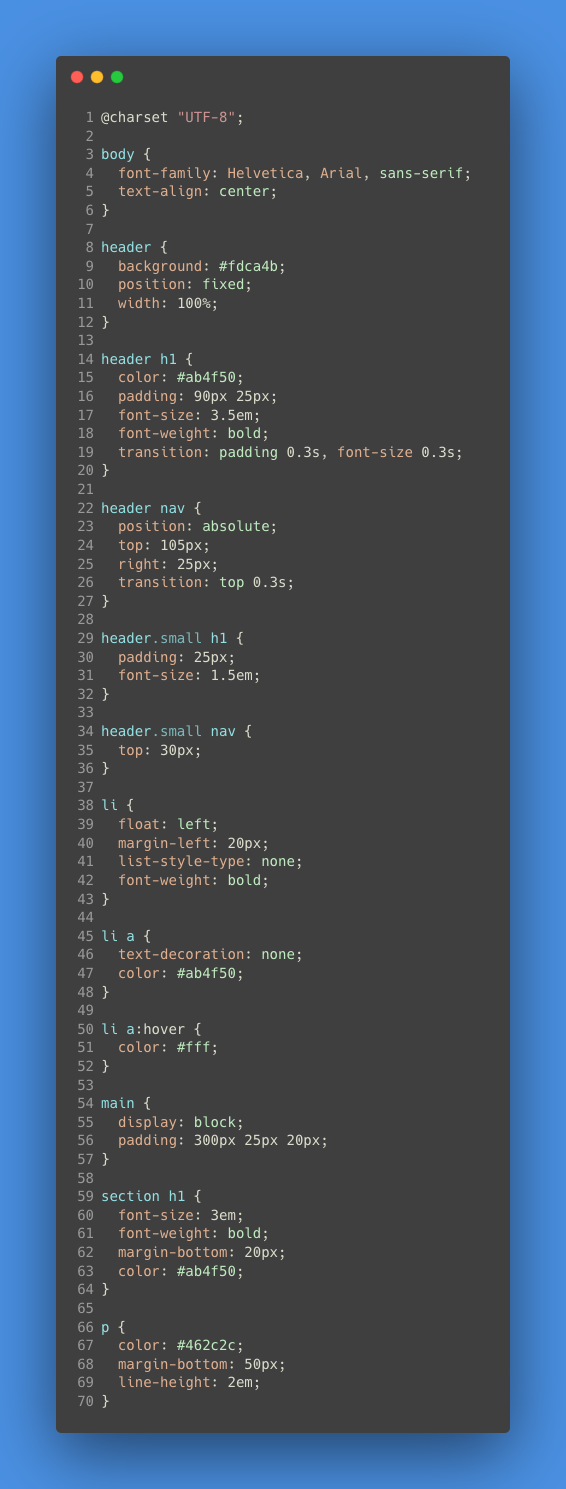 1 @charset "UTF-8";
2
3 body {
4   font-family: Helvetica, Arial, sans-serif;
5   text-align: center;
6 }
7
8 header {
9   background: #fdca4b;
10   position: fixed;
11   width: 100%;
12 }
13
14 header h1 {
15   color: #ab4f50;
16   padding: 90px 25px;
17   font-size: 3.5em;
18   font-weight: bold;
19   transition: padding 0.3s, font-size 0.3s;
20 }
21
22 header nav {
23   position: absolute;
24   top: 105px;
25   right: 25px;
26   transition: top 0.3s;
27 }
28
29 header.small h1 {
30   padding: 25px;
31   font-size: 1.5em;
32 }
33
34 header.small nav {
35   top: 30px;
36 }
37
38 li {
39   float: left;
40   margin-left: 20px;
41   list-style-type: none;
42   font-weight: bold;
43 }
44
45 li a {
46   text-decoration: none;
47   color: #ab4f50;
48 }
49
50 li a:hover {
51   color: #fff;
52 }
53
54 main {
55   display: block;
56   padding: 300px 25px 20px;
57 }
58
59 section h1 {
60   font-size: 3em;
61   font-weight: bold;
62   margin-bottom: 20px;
63   color: #ab4f50;
64 }
65
66 p {
67   color: #462c2c;
68   margin-bottom: 50px;
69   line-height: 2em;
70 }